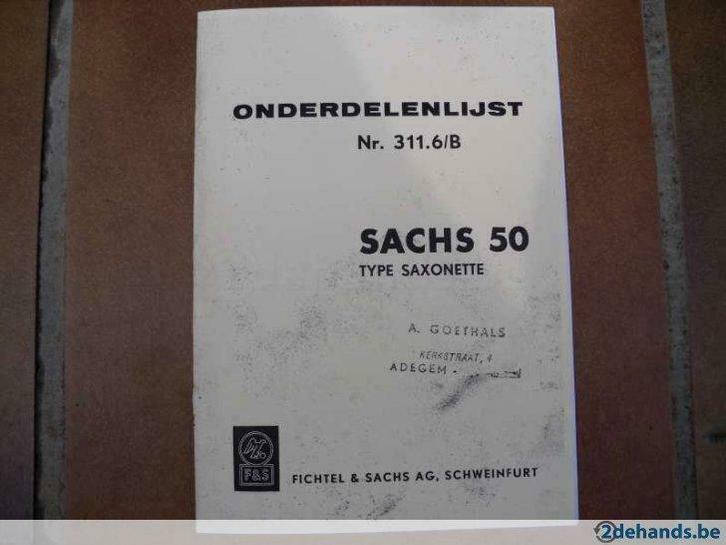 ONDERDELENLIJST
Nr. 311.6/B
SACHS 50
TYPE SAXONETTE
A. GOETHALS
KERKSTRAAT, 4
ADEGEM -
F&S
FICHTEL & SACHS AG, SCHWEINFURT
2dehands.be